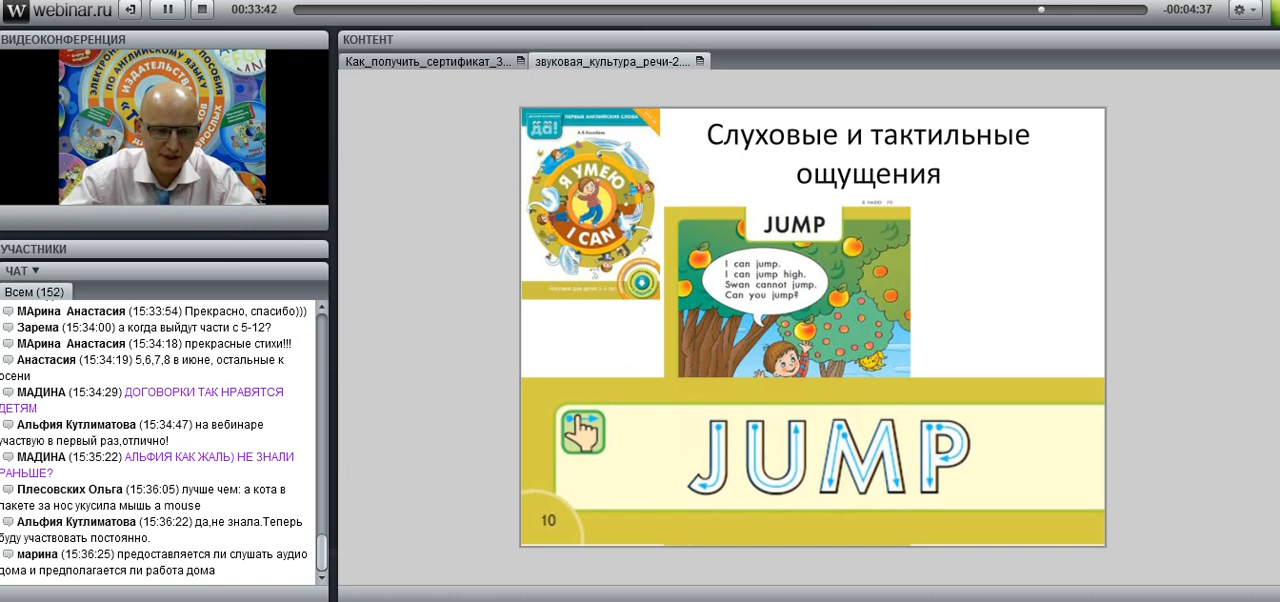 W webinar.ru 00:33:42 -00:04:37
ВИДЕОКОНФЕРЕНЦИЯ
ЭЛЕКТРОН
ПО АНГЛИЙСКОМУ ЯЗЫКУ
ПОСОБИЯ
ИЗДАТЕЛЬСТВА
УЧАСТНИКИ
ЧАТ ▼
Всем (152)
МАрина Анастасия (15:33:54) Прекрасно, спасибо)))
Зарема (15:34:00) а когда выйдут части с 5-12?
МАрина Анастасия (15:34:18) прекрасные стихи!!!
Анастасия (15:34:19) 5,6,7,8 в июне, остальные к
осени
МАДИНА (15:34:29) ДОГОВОРКИ ТАК НРАВЯТСЯ
ДЕТЯМ
Альфия Кутлиматова (15:34:47) на вебинаре
участвую в первый раз,отлично!
МАДИНА (15:35:22) АЛЬФИЯ КАК ЖАЛЬ) НЕ ЗНАЛИ
РАНЬШЕ?
Плесовских Ольга (15:36:05) лучше чем: а кота в
пакете за нос укусила мышь a mouse
Альфия Кутлиматова (15:36:22) да,не знала.Теперь
буду участвовать постоянно.
марина (15:36:25) предоставляется ли слушать аудио
дома и предполагается ли работа дома
КОНТЕНТ
Как_получить_сертификат_3... звуковая_культура_речи-2....
Слуховые и тактильные
ощущения
да!
ПЕРВЫЕ АНГЛИЙСКИЕ СЛОВА
Я УМЕЮ
I CAN
JUMP
I can jump.
I can jump high.
Swan cannot jump.
Can you jump?
JUMP
10